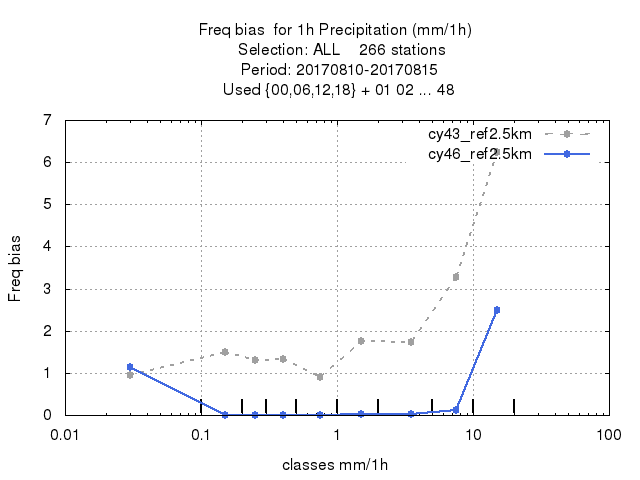 Freq bias  for 1h Precipitation (mm/1h)
Selection: ALL    266 stations
Period: 20170810-20170815
Used {00,06,12,18} + 01 02 ... 48
cy43_ref2.5km
cy46_ref2.5km
7
6
5
4
3
2
1
0
Freq bias
0.01
0.1
1
10
100
classes mm/1h